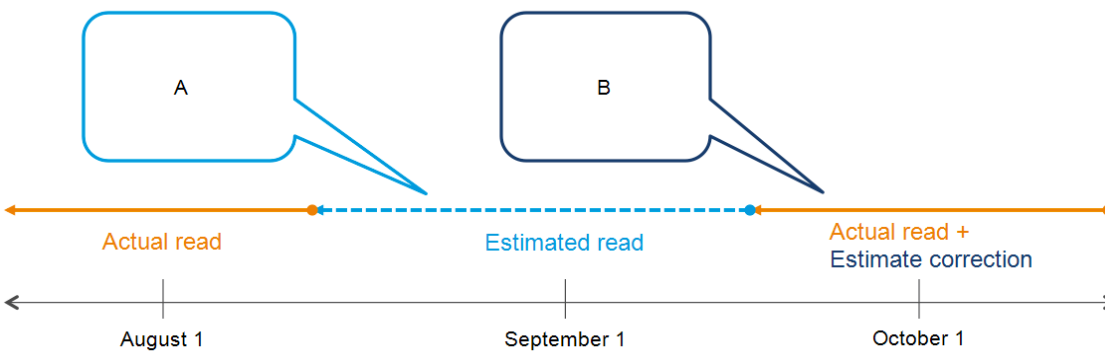 A
B
Actual read
Estimated read
Actual read +
Estimate correction
August 1
September 1
October 1